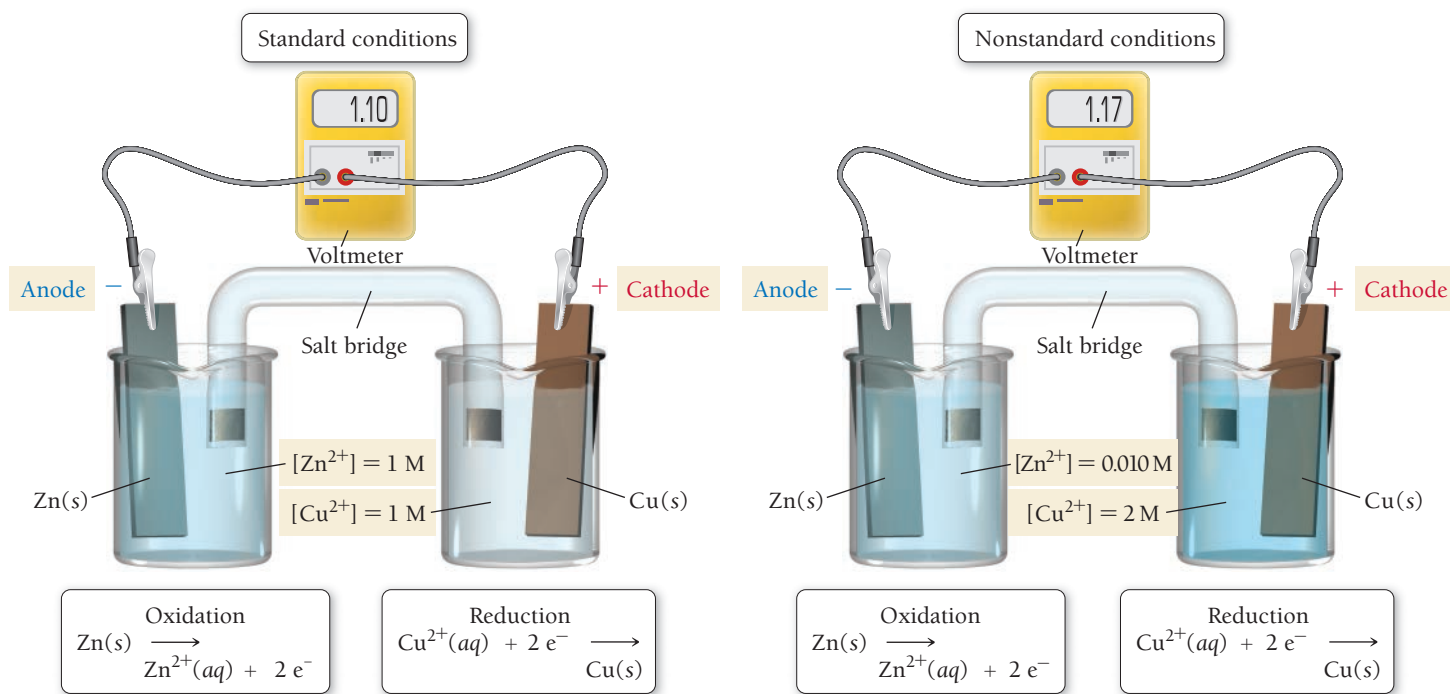 Standard conditions
1.10
Voltmeter
Anode −
+ Cathode
Salt bridge
[Zn²⁺] = 1 M
Zn(s)
[Cu²⁺] = 1 M
Cu(s)
Oxidation
Zn(s) ⟶
Zn²⁺(aq) + 2 e⁻
Reduction
Cu²⁺(aq) + 2 e⁻ ⟶
Cu(s)
Nonstandard conditions
1.17
Voltmeter
Anode −
+ Cathode
Salt bridge
[Zn²⁺] = 0.010 M
Zn(s)
[Cu²⁺] = 2 M
Cu(s)
Oxidation
Zn(s) ⟶
Zn²⁺(aq) + 2 e⁻
Reduction
Cu²⁺(aq) + 2 e⁻ ⟶
Cu(s)